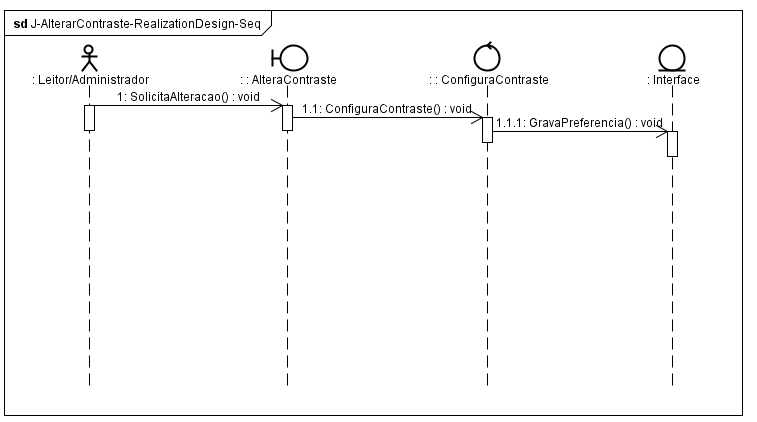 sd J-AlterarContraste-RealizationDesign-Seq
: Leitor/Administrador
: : AlteraContraste
: : ConfiguraContraste
: Interface
1: SolicitaAlteracao() : void
1.1: ConfiguraContraste() : void
1.1.1: GravaPreferencia() : void